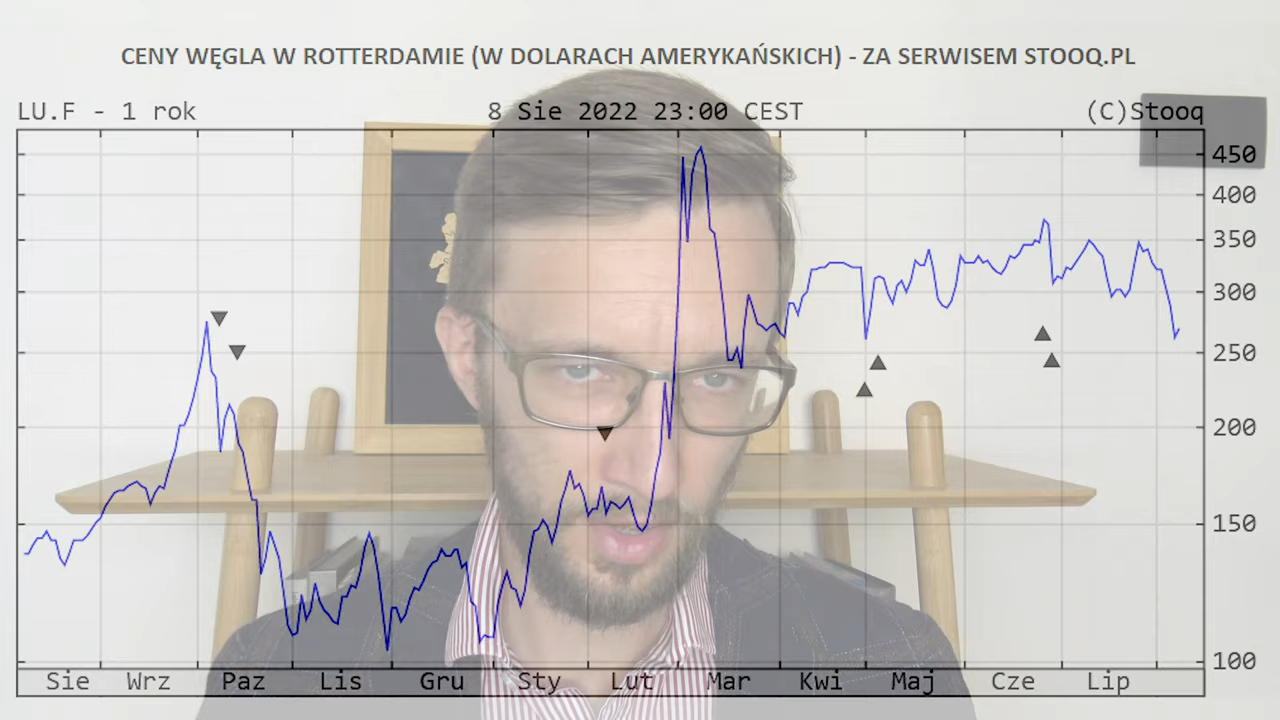 CENY WĘGLA W ROTTERDAMIE (W DOLARACH AMERYKAŃSKICH) - ZA SERWISEM STOOQ.PL
LU.F - 1 rok 8 Sie 2022 23:00 CEST (C)Stooq
450
400
350
300
250
200
150
100
Sie Wrz Paz Lis Gru Sty Lut Mar Kwi Maj Cze Lip